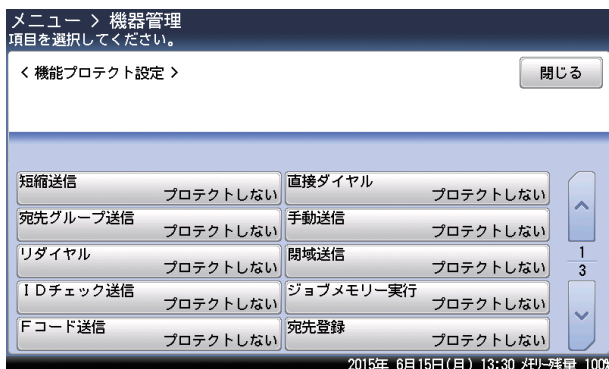 メニュー > 機器管理
項目を選択してください。
< 機能プロテクト設定 >
閉じる
短縮送信
プロテクトしない
直接ダイヤル
プロテクトしない
宛先グループ送信
プロテクトしない
手動送信
プロテクトしない
リダイヤル
プロテクトしない
閉域送信
プロテクトしない
IDチェック送信
プロテクトしない
ジョブメモリー実行
プロテクトしない
Fコード送信
プロテクトしない
宛先登録
プロテクトしない
1
3
2015年 6月15日(月) 13:30 メモリー残量 100%